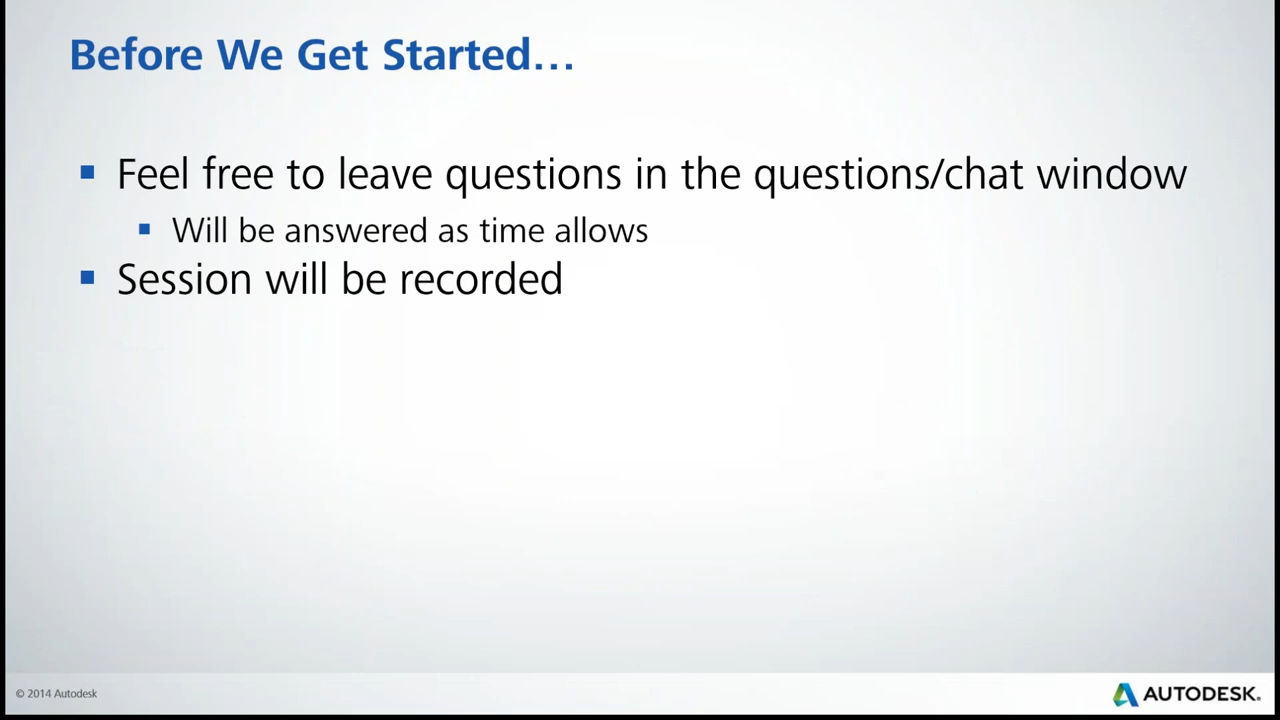 Before We Get Started…
Feel free to leave questions in the questions/chat window
Will be answered as time allows
Session will be recorded
© 2014 Autodesk
AUTODESK.